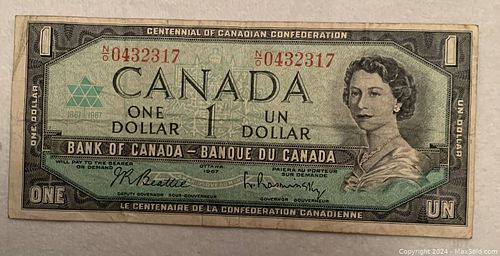 CENTENNIAL OF CANADIAN CONFEDERATION
1
N/O 0432317
N/O 0432317
1
CANADA
1867 1967
ONE DOLLAR
1
UN DOLLAR
ONE DOLLAR
UN DOLLAR
BANK OF CANADA – BANQUE DU CANADA
WILL PAY TO THE BEARER ON DEMAND
OTTAWA 1967
PAIERA AU PORTEUR SUR DEMANDE
J R Beattie
L Rasminsky
DEPUTY GOVERNOR SOUS-GOUVERNEUR
GOVERNOR GOUVERNEUR
ONE
UN
LE CENTENAIRE DE LA CONFÉDÉRATION CANADIENNE
Copyright 2024 - MaxSold.com